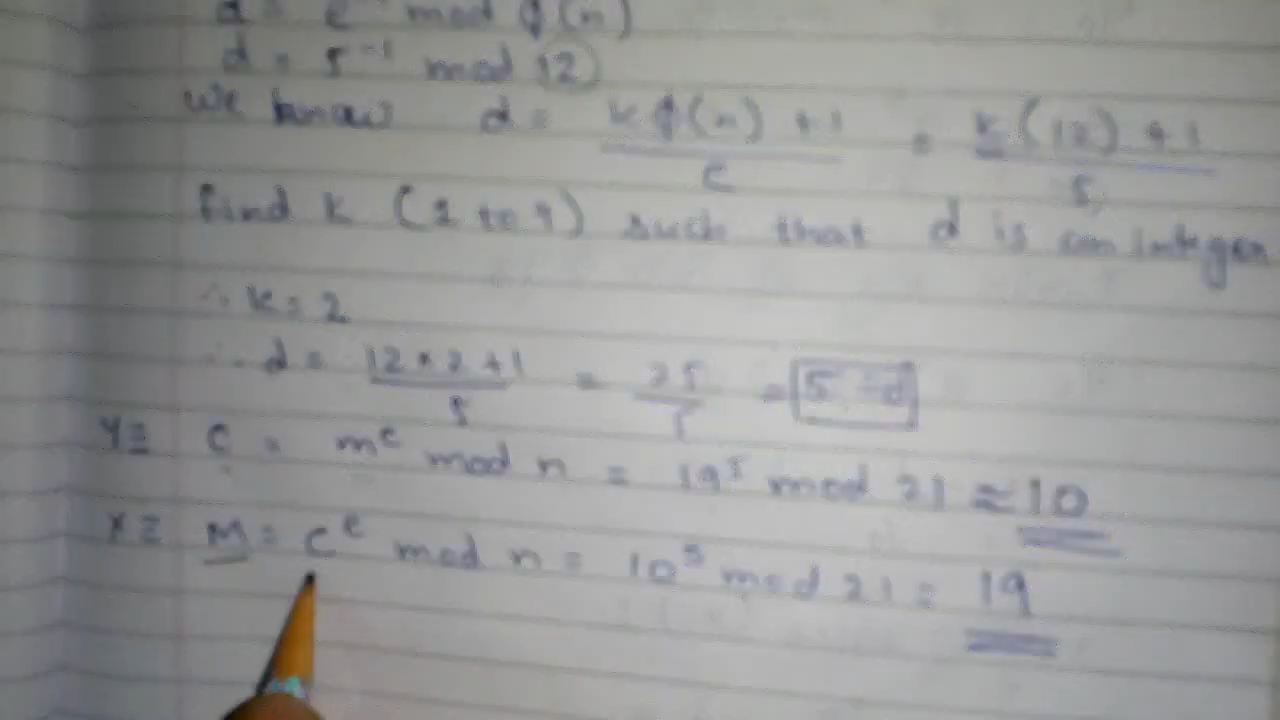 d = e⁻¹ mod φ(n)
d = 5⁻¹ mod 12
We know d = kφ(n) + 1 / e = k(12) + 1 / 5
find k (1 to 9) such that d is an integer
∴ k = 2
∴ d = 12 * 2 + 1 / 5 = 25 / 5 = 5 = d
Y ≡ C = m^e mod n = 19⁵ mod 21 ≈ 10
X ≡ M = C^e mod n = 10⁵ mod 21 = 19